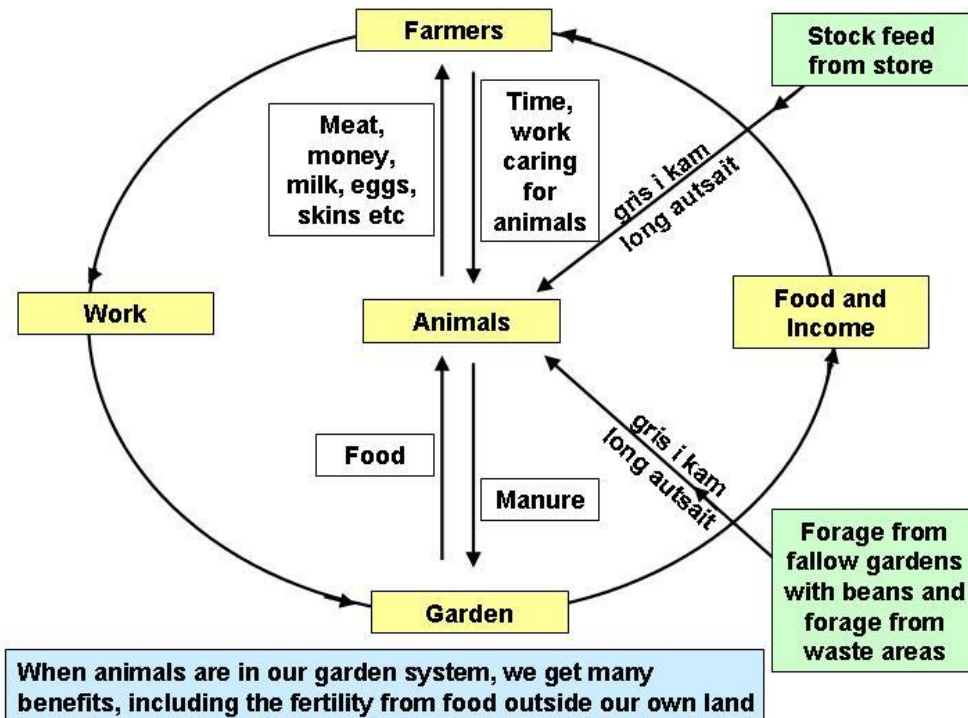 Farmers
Stock feed
from store
Meat,
money,
milk, eggs,
skins etc
Time,
work
caring
for
animals
gris i kam
long autsait
Work
Animals
Food and
Income
Food
Manure
gris i kam
long autsait
Garden
Forage from
fallow gardens
with beans and
forage from
waste areas
When animals are in our garden system, we get many
benefits, including the fertility from food outside our own land